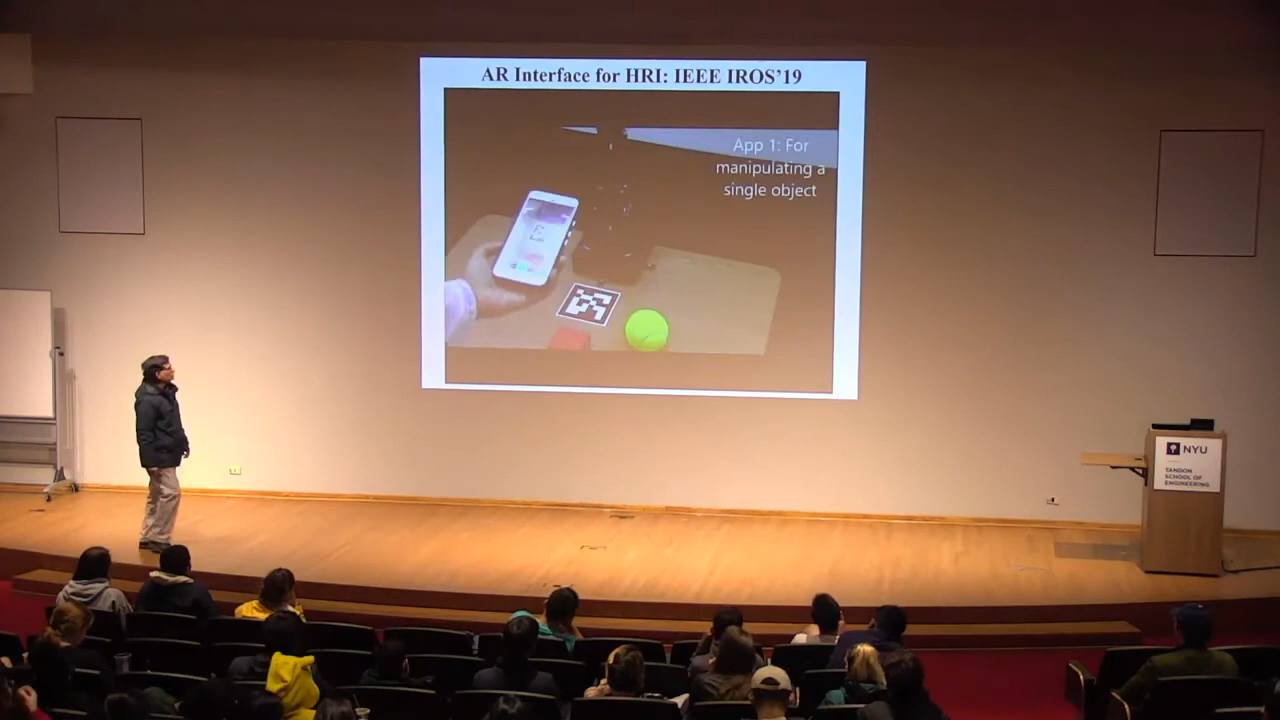 AR Interface for HRI: IEEE IROS'19
App 1: For
manipulating a
single object
NYU
TANDON
SCHOOL OF
ENGINEERING